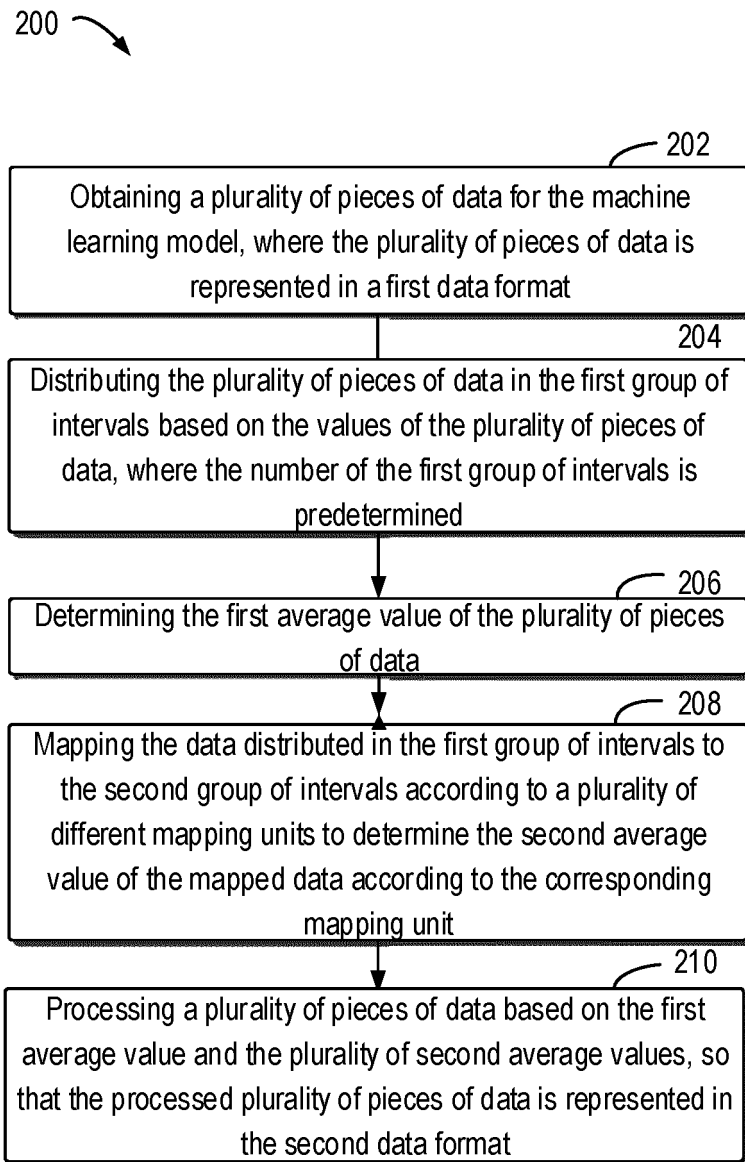 200
202
Obtaining a plurality of pieces of data for the machine
learning model, where the plurality of pieces of data is
represented in a first data format
204
Distributing the plurality of pieces of data in the first group of
intervals based on the values of the plurality of pieces of
data, where the number of the first group of intervals is
predetermined
206
Determining the first average value of the plurality of pieces
of data
208
Mapping the data distributed in the first group of intervals to
the second group of intervals according to a plurality of
different mapping units to determine the second average
value of the mapped data according to the corresponding
mapping unit
210
Processing a plurality of pieces of data based on the first
average value and the plurality of second average values, so
that the processed plurality of pieces of data is represented in
the second data format